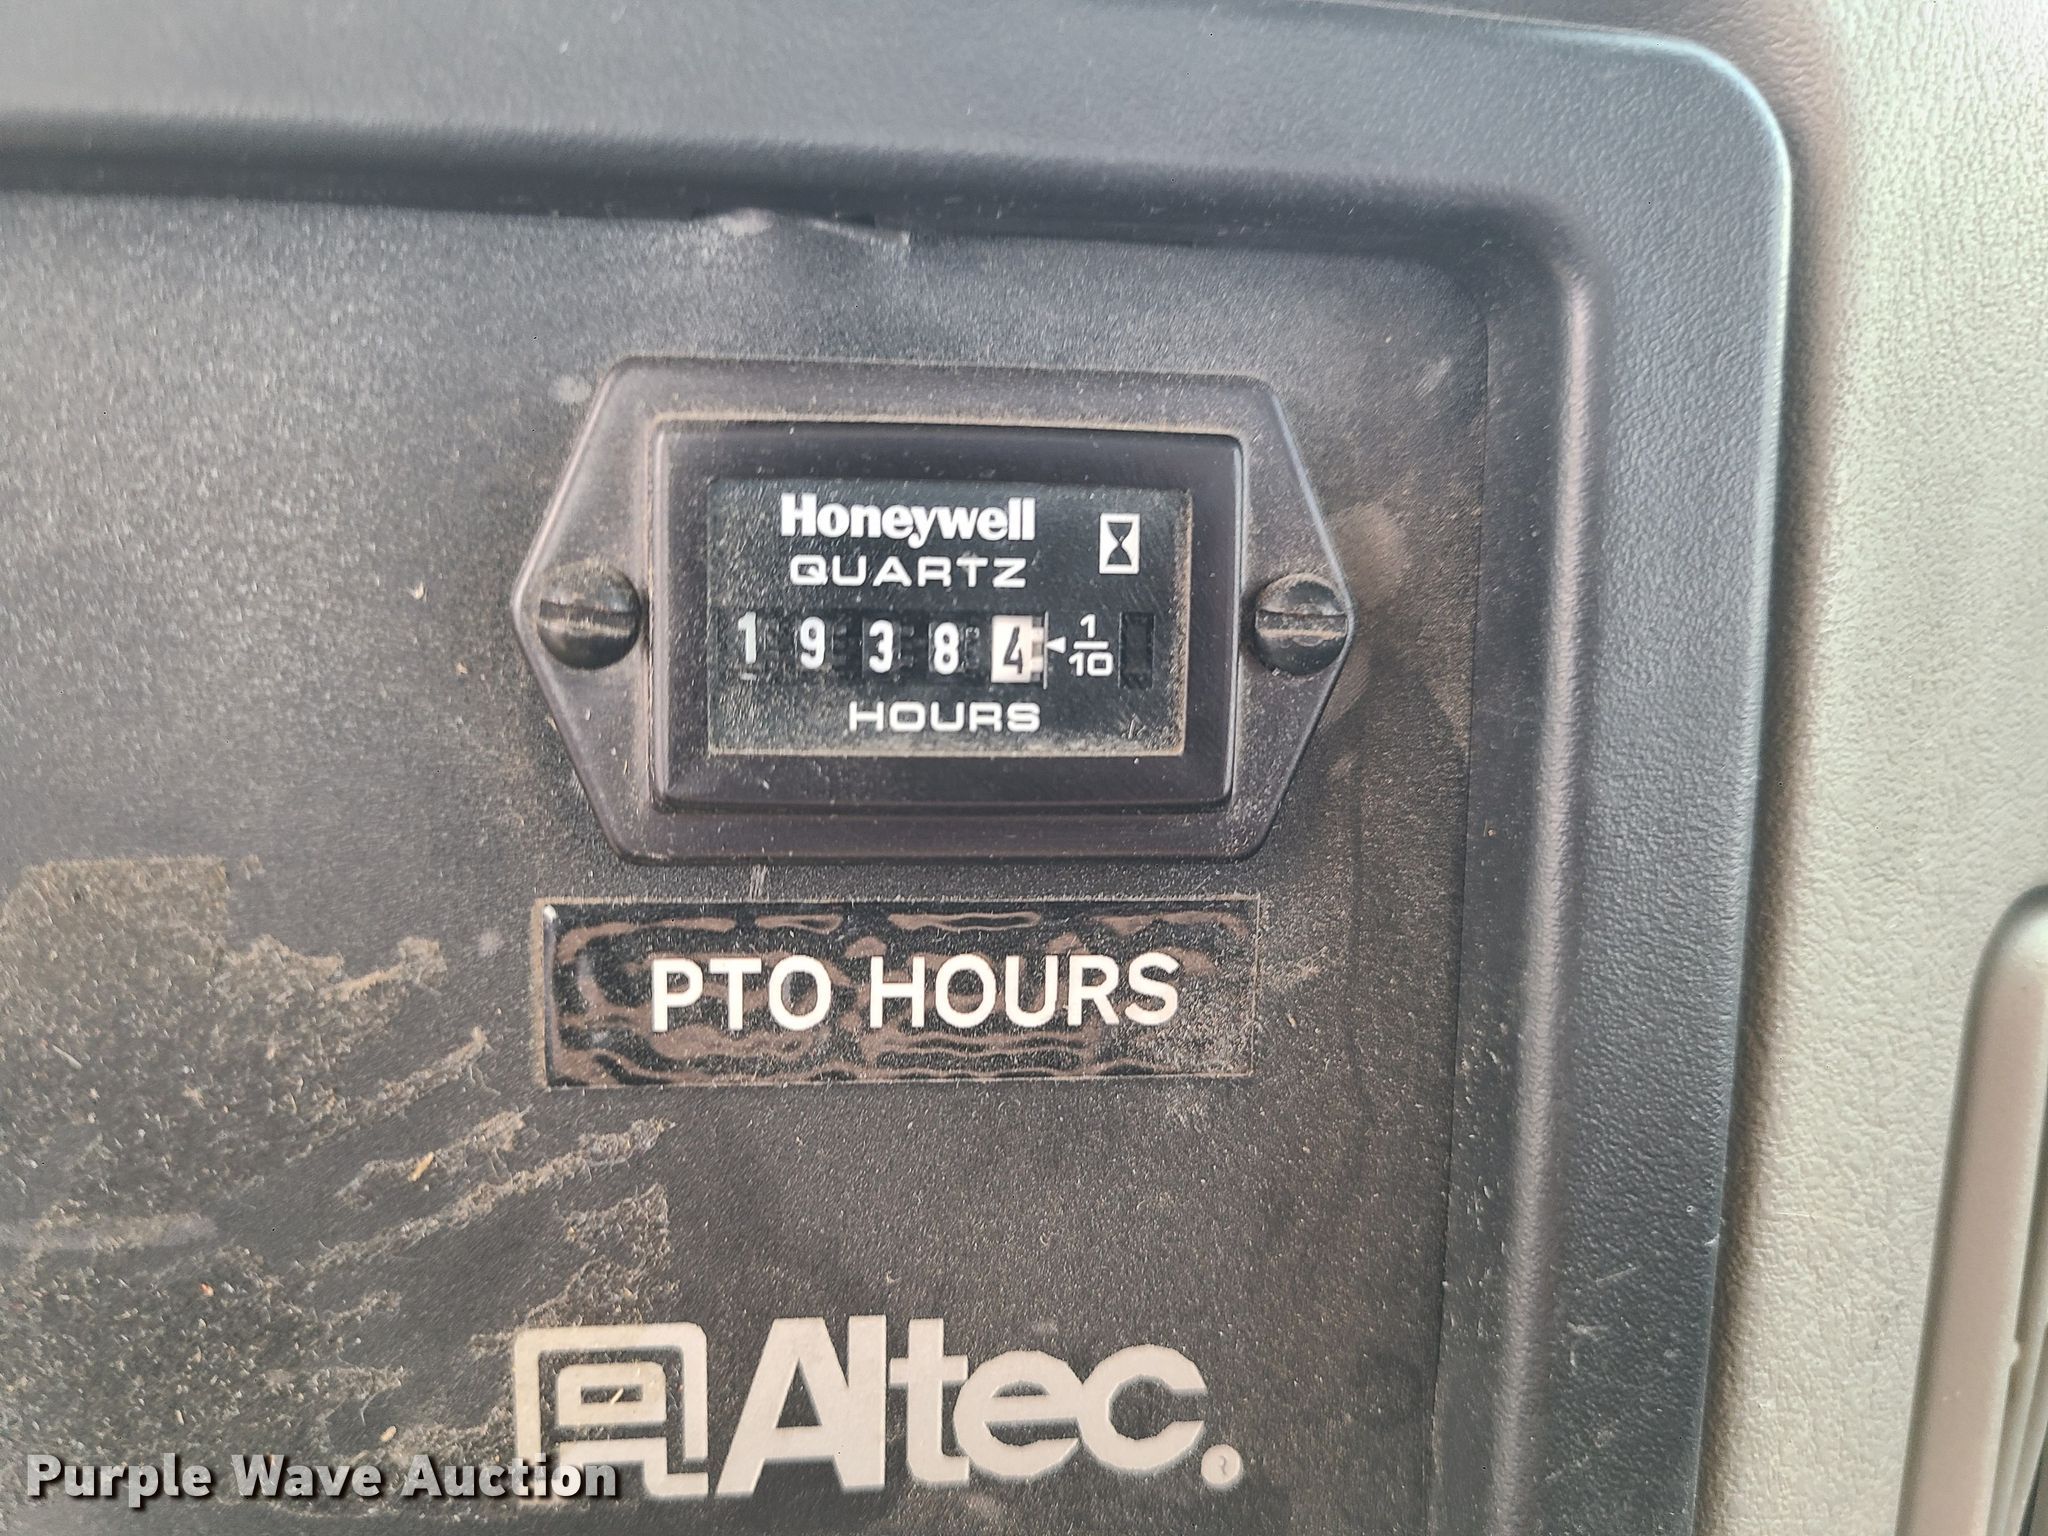 Honeywell
QUARTZ
1 9 3 8 4 1/10
HOURS
PTO HOURS
Altec®
Purple Wave Auction